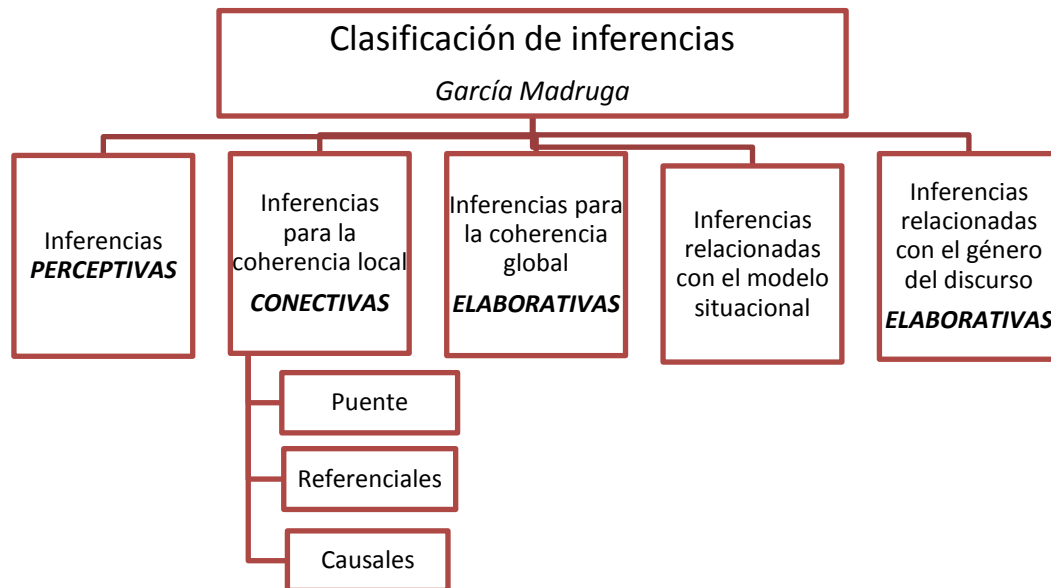 Clasificación de inferencias
García Madruga
Inferencias
PERCEPTIVAS
Inferencias
para la
coherencia local
CONECTIVAS
Inferencias para
la coherencia
global
ELABORATIVAS
Inferencias
relacionadas
con el modelo
situacional
Inferencias
relacionadas
con el género
del discurso
ELABORATIVAS
Puente
Referenciales
Causales